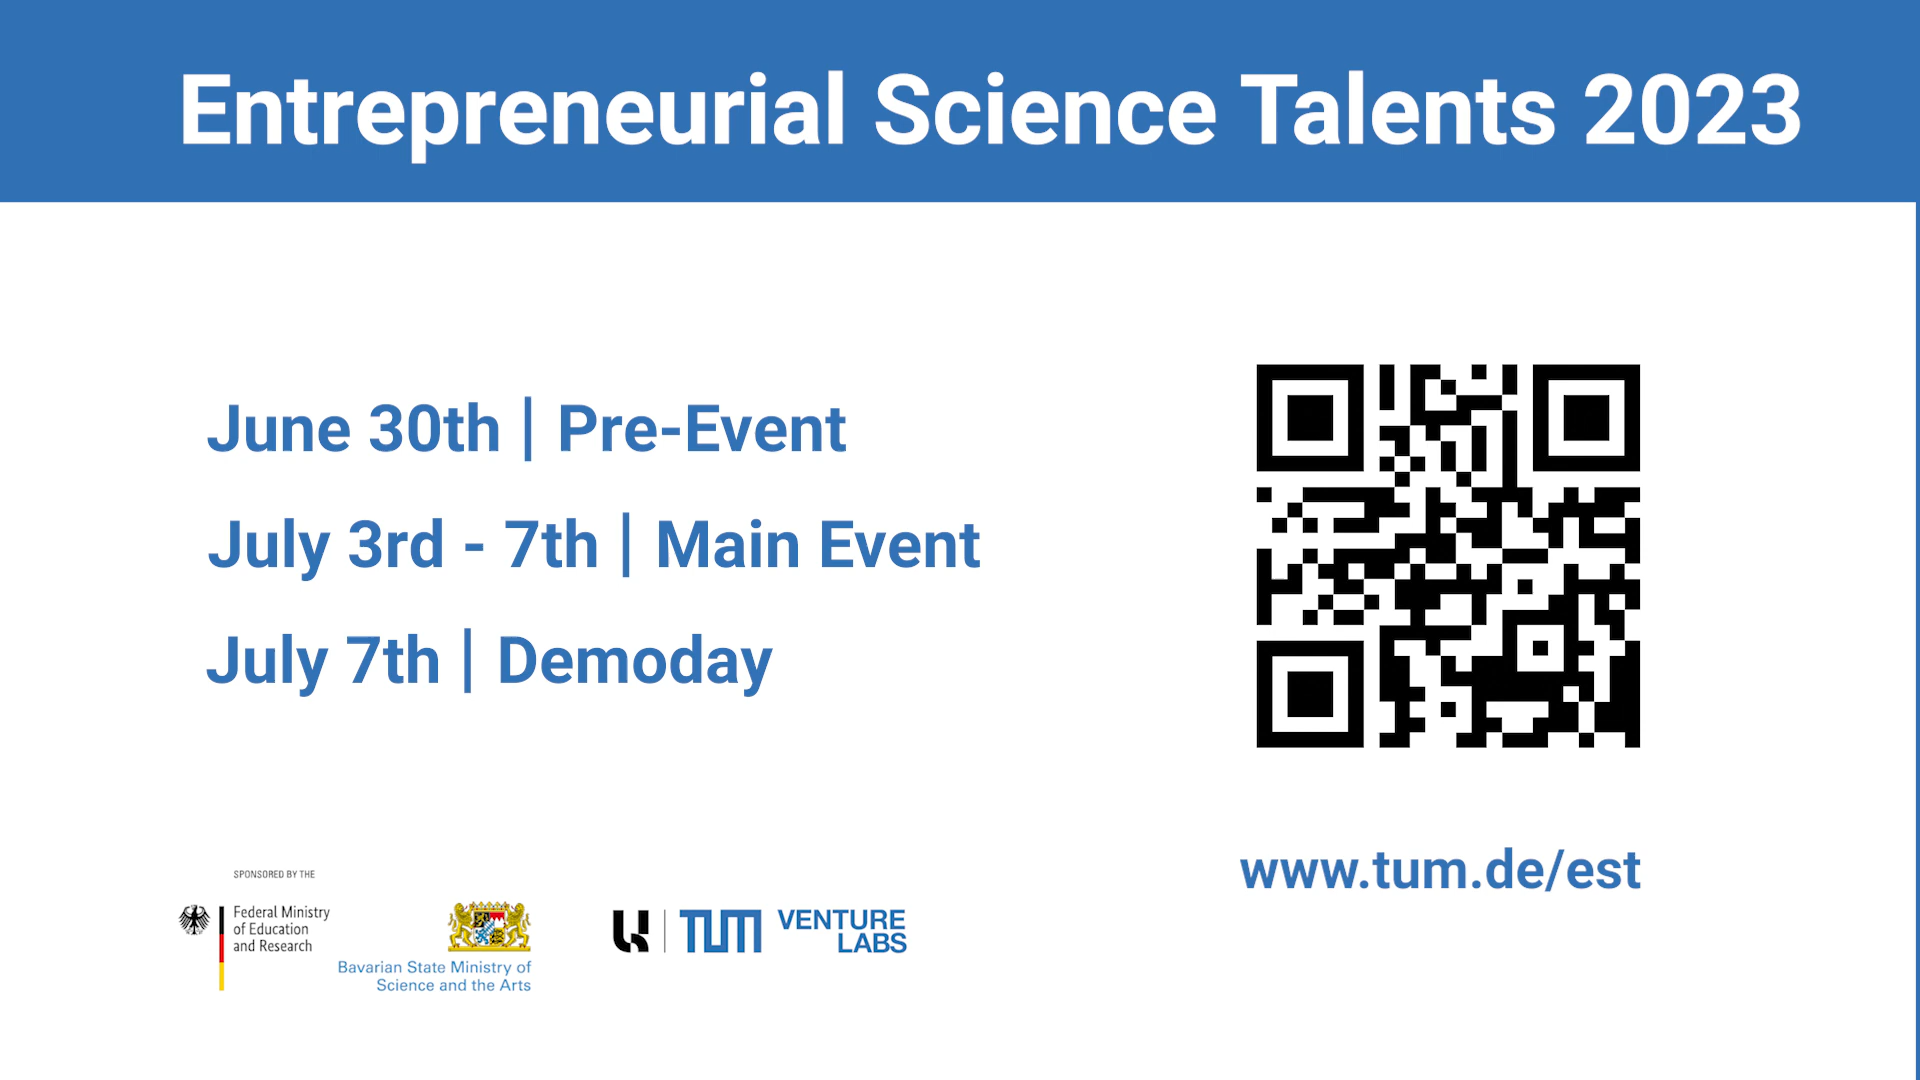 Entrepreneurial Science Talents 2023
June 30th | Pre-Event
July 3rd - 7th | Main Event
July 7th | Demoday
www.tum.de/est
SPONSORED BY THE
Federal Ministry
of Education
and Research
Bavarian State Ministry of
Science and the Arts
TUM VENTURE
LABS